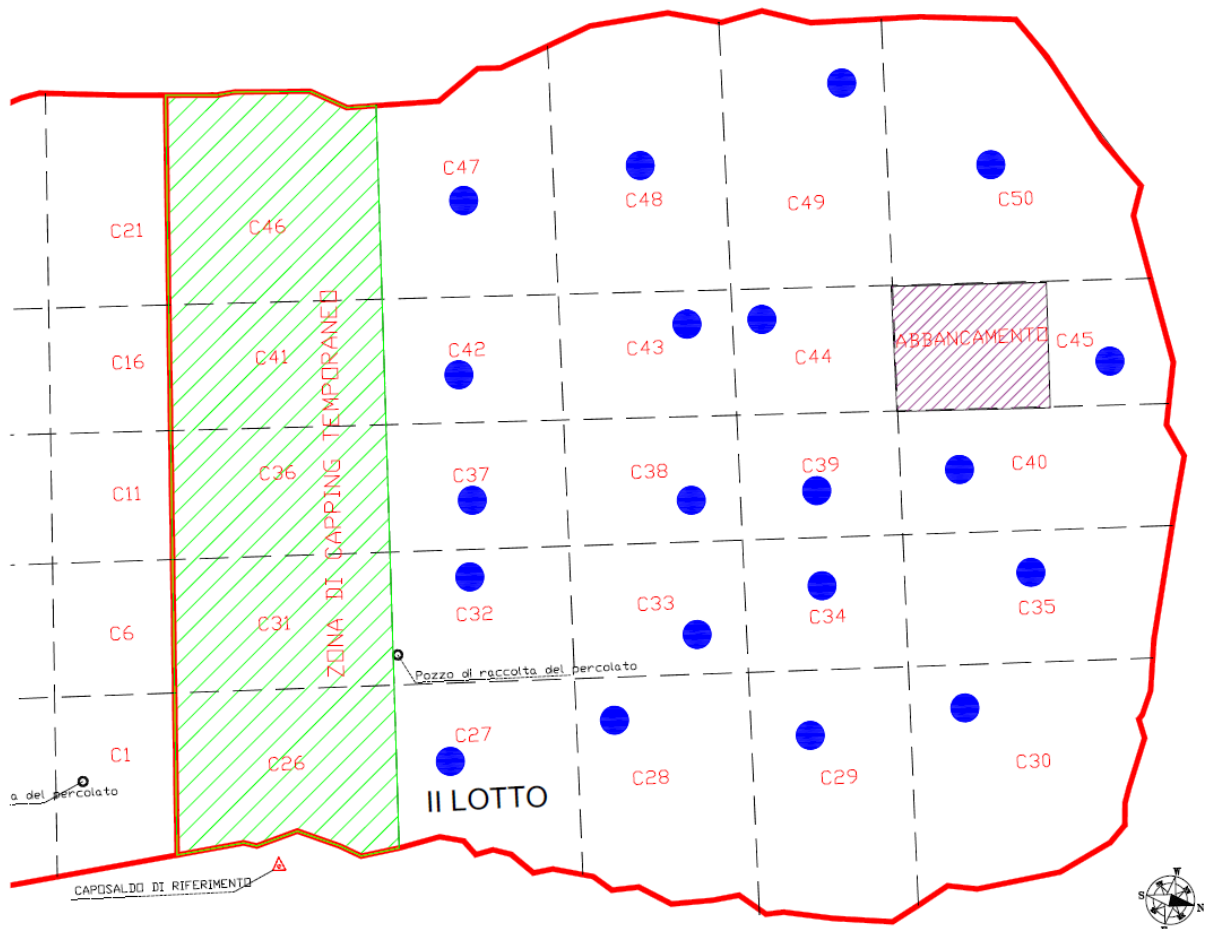 C47
C48
C49
C50
C21
C46
C16
C41
C42
C43
C44
ABBANCAMENTO
C45
ZONA DI CAPPING TEMPORANEO
C11
C36
C37
C38
C39
C40
C6
C31
C32
C33
C34
C35
Pozzo di raccolta del percolato
C1
C26
C27
C28
C29
C30
a del percolato
II LOTTO
CAPOSALDO DI RIFERIMENTO
W
S
N